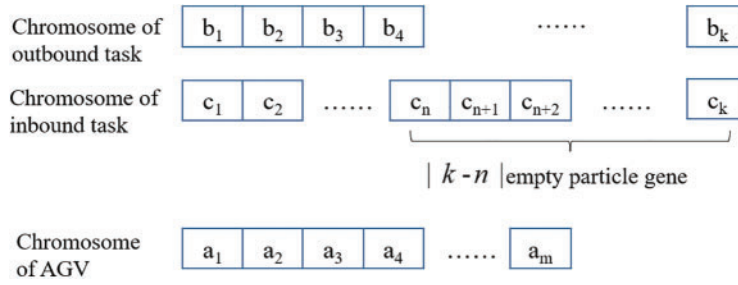 Chromosome of outbound task b₁ b₂ b₃ b₄ ...... bₖ
Chromosome of inbound task c₁ c₂ ...... cₙ cₙ₊₁ cₙ₊₂ ...... cₖ
| k - n | empty particle gene
Chromosome of AGV a₁ a₂ a₃ a₄ ...... aₘ